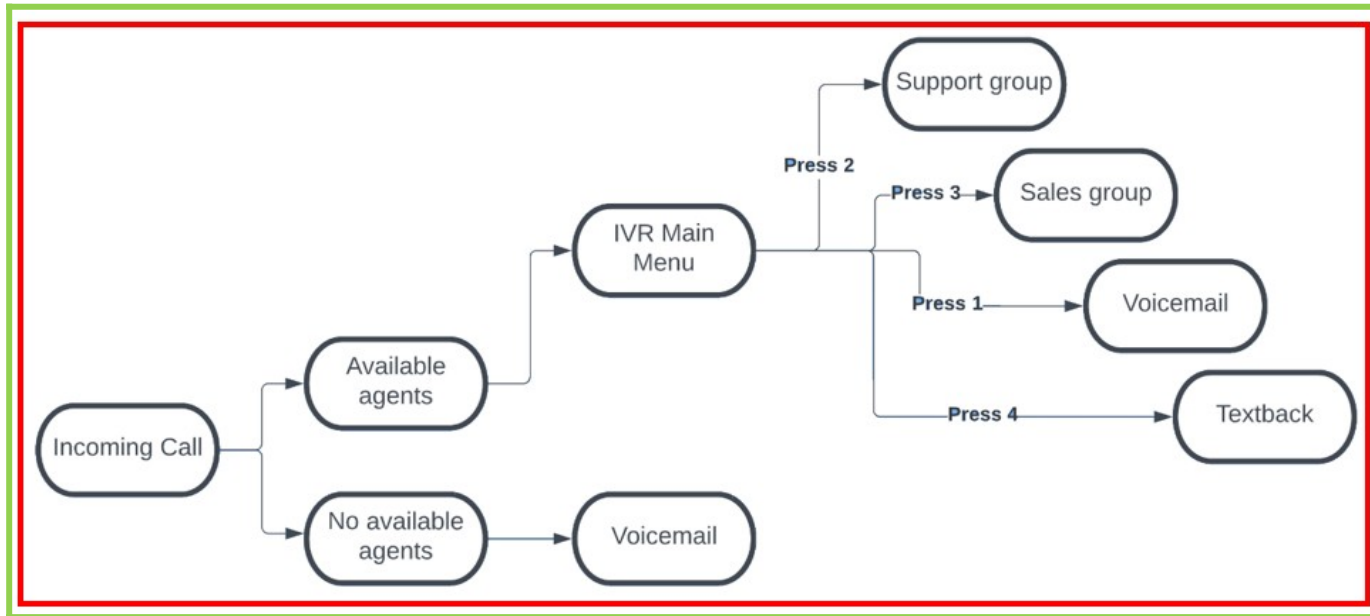 Support group
Press 2
Press 3
Sales group
IVR Main
Menu
Press 1
Voicemail
Available
agents
Press 4
Textback
Incoming Call
No available
agents
Voicemail